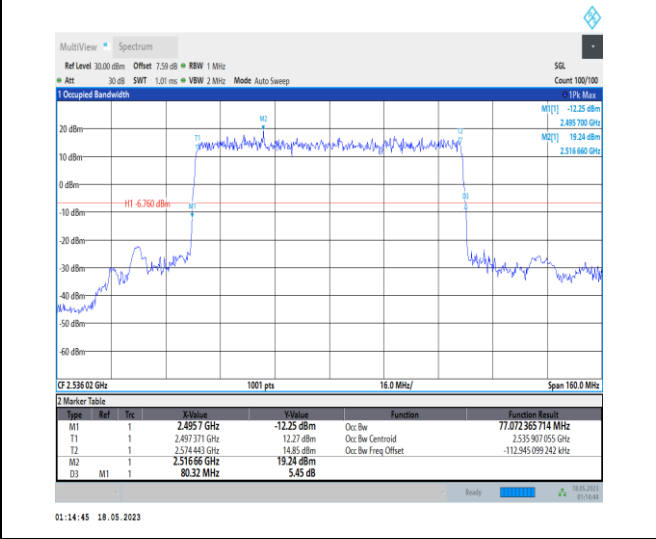 MultiView Spectrum
Ref Level 30.00 dBm Offset 7.59 dB RBW 1 MHz SGL
Att 30 dB SWT 1.01 ms VBW 2 MHz Mode Auto Sweep Count 100/100
1 Occupied Bandwidth 1Pk Max
M1[1] -12.25 dBm
2.495 700 GHz
M2[1] 19.24 dBm
2.516 660 GHz
M2
20 dBm
T1
T2
10 dBm
0 dBm
D3
H1 -6.760 dBm
M1
-10 dBm
-20 dBm
-30 dBm
-40 dBm
-50 dBm
-60 dBm
CF 2.536 02 GHz 1001 pts 16.0 MHz/ Span 160.0 MHz
2 Marker Table
Type Ref Trc X-Value Y-Value Function Function Result
M1 1 2.4957 GHz -12.25 dBm Occ Bw 77.072 365 714 MHz
T1 1 2.497 371 GHz 12.27 dBm Occ Bw Centroid 2.535 907 055 GHz
T2 1 2.574 443 GHz 14.85 dBm Occ Bw Freq Offset -112.945 099 242 kHz
M2 1 2.516 66 GHz 19.24 dBm
D3 M1 1 80.32 MHz 5.45 dB
Ready 18.05.2023
01:14:44
01:14:45 18.05.2023